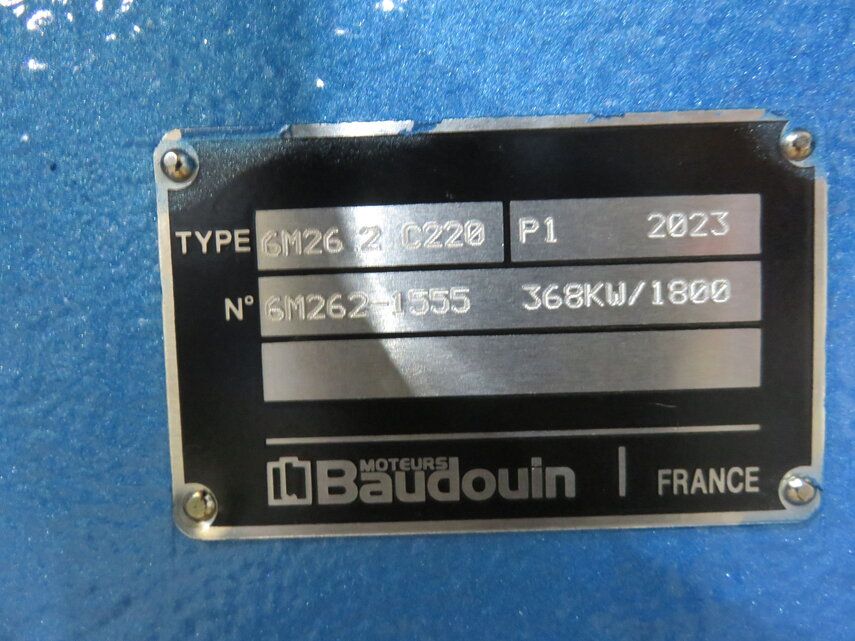 TYPE 6M26 2 C220 P1 2023
N° 6M262-1555 368KW/1800
MOTEURS
Baudouin | FRANCE